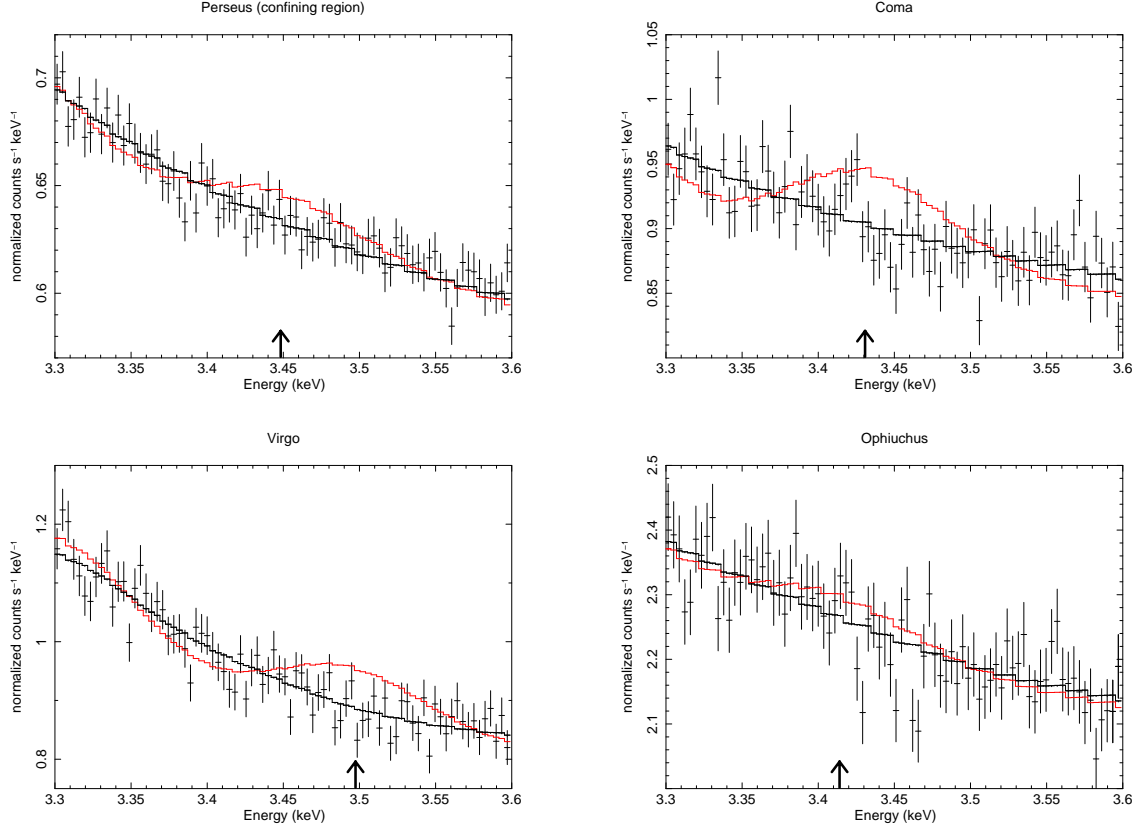 Perseus (confining region)
normalized counts s⁻¹ keV⁻¹
0.7
0.65
0.6
3.3 3.35 3.4 3.45 3.5 3.55 3.6
Energy (keV)
Coma
normalized counts s⁻¹ keV⁻¹
1.05
1
0.95
0.9
0.85
3.3 3.35 3.4 3.45 3.5 3.55 3.6
Energy (keV)
Virgo
normalized counts s⁻¹ keV⁻¹
1.2
1
0.8
3.3 3.35 3.4 3.45 3.5 3.55 3.6
Energy (keV)
Ophiuchus
normalized counts s⁻¹ keV⁻¹
2.5
2.4
2.3
2.2
2.1
3.3 3.35 3.4 3.45 3.5 3.55 3.6
Energy (keV)